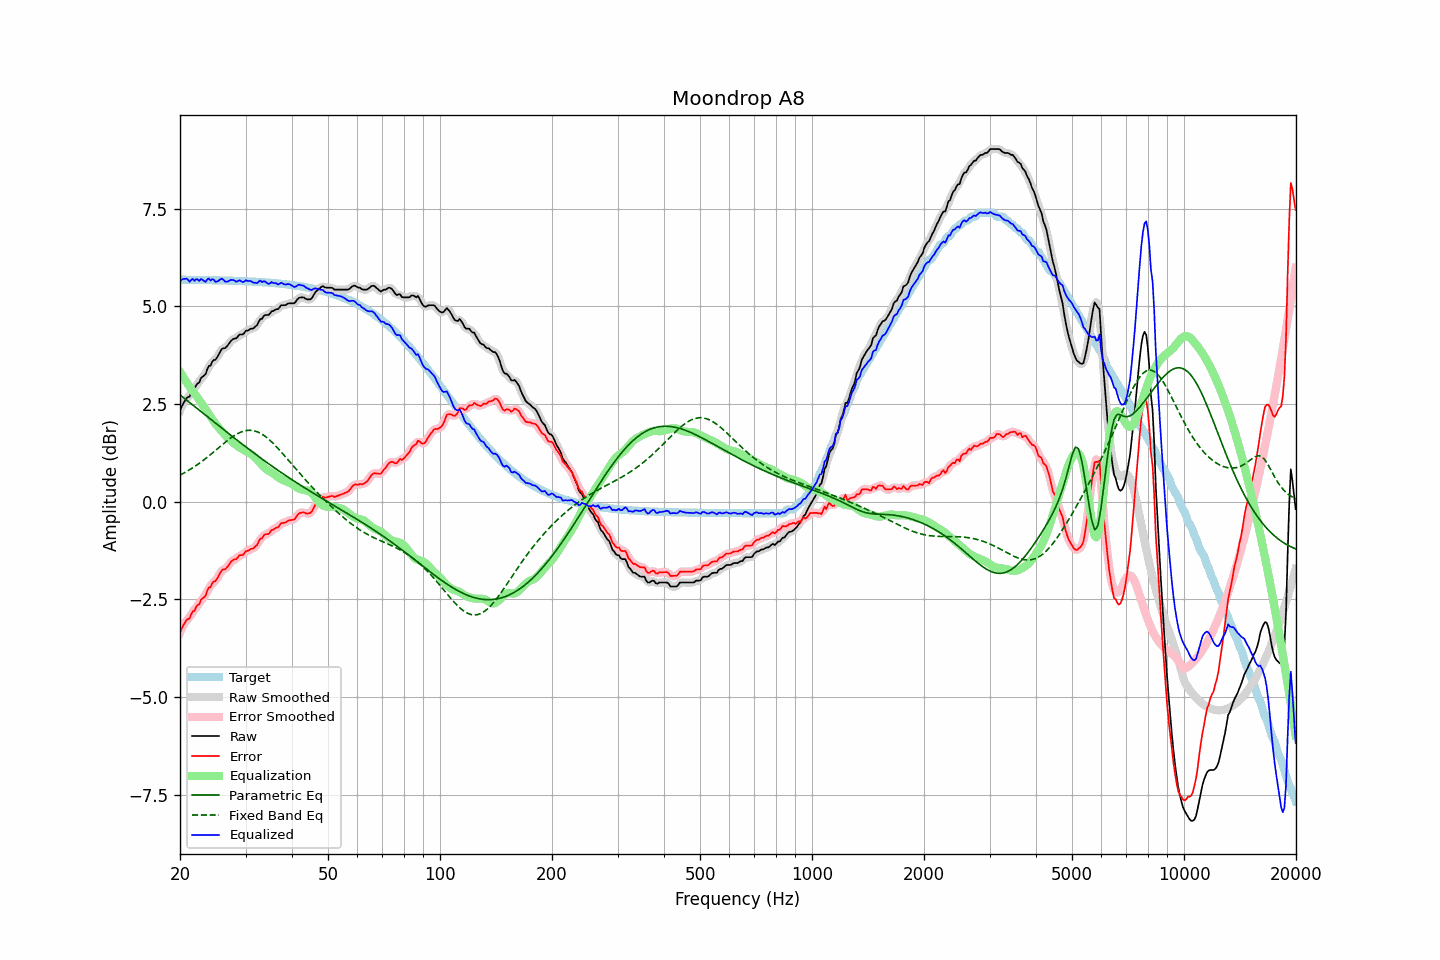 Moondrop A8
Amplitude (dBr)
7.5
5.0
2.5
0.0
−2.5
−5.0
−7.5
Target
Raw Smoothed
Error Smoothed
Raw
Error
Equalization
Parametric Eq
Fixed Band Eq
Equalized
20 50 100 200 500 1000 2000 5000 10000 20000
Frequency (Hz)